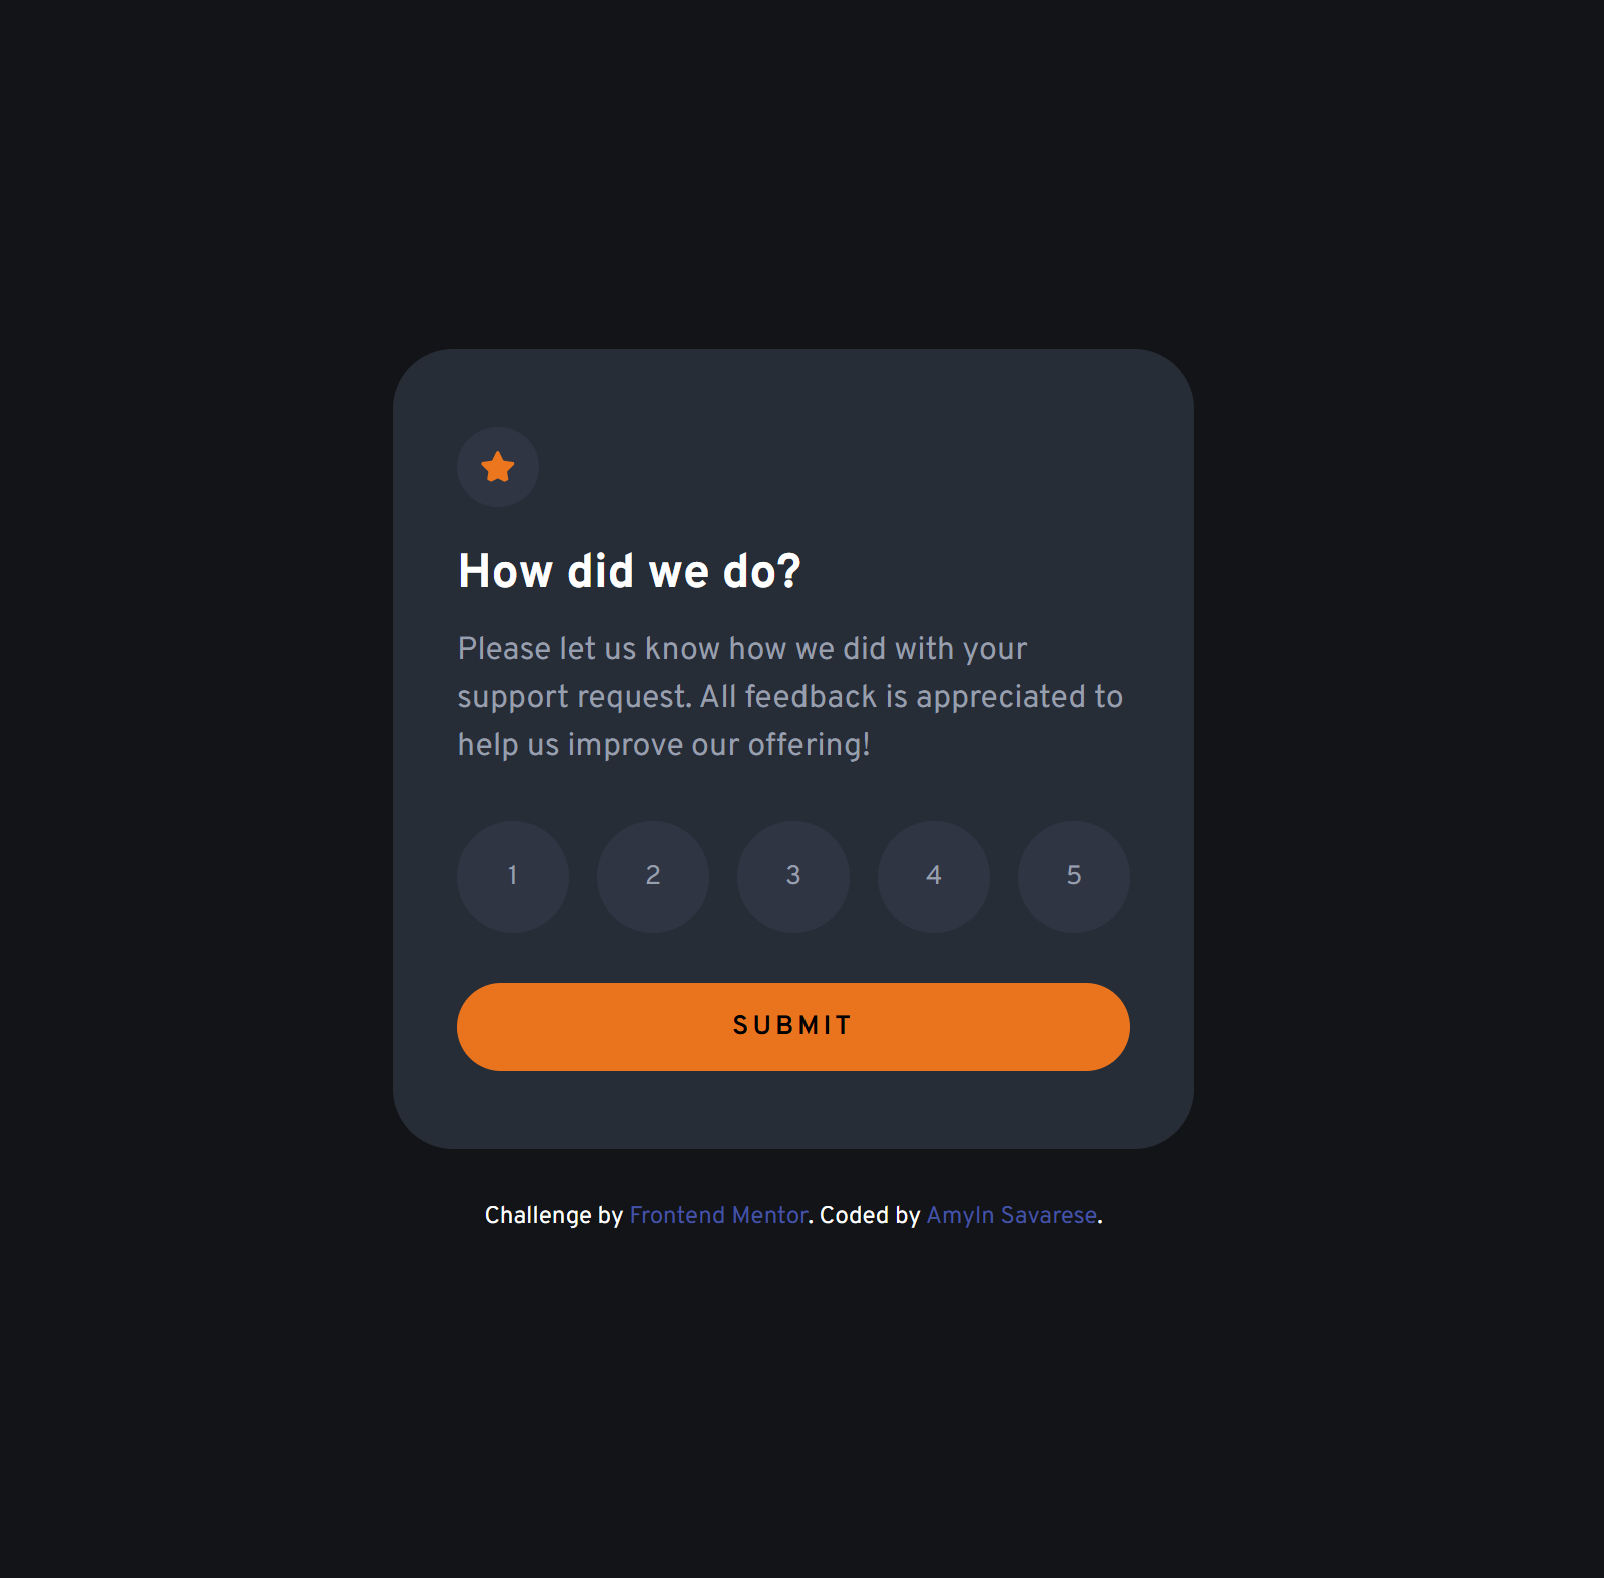 How did we do?
Please let us know how we did with your
support request. All feedback is appreciated to
help us improve our offering!
1 2 3 4 5
SUBMIT
Challenge by Frontend Mentor. Coded by Amyln Savarese.